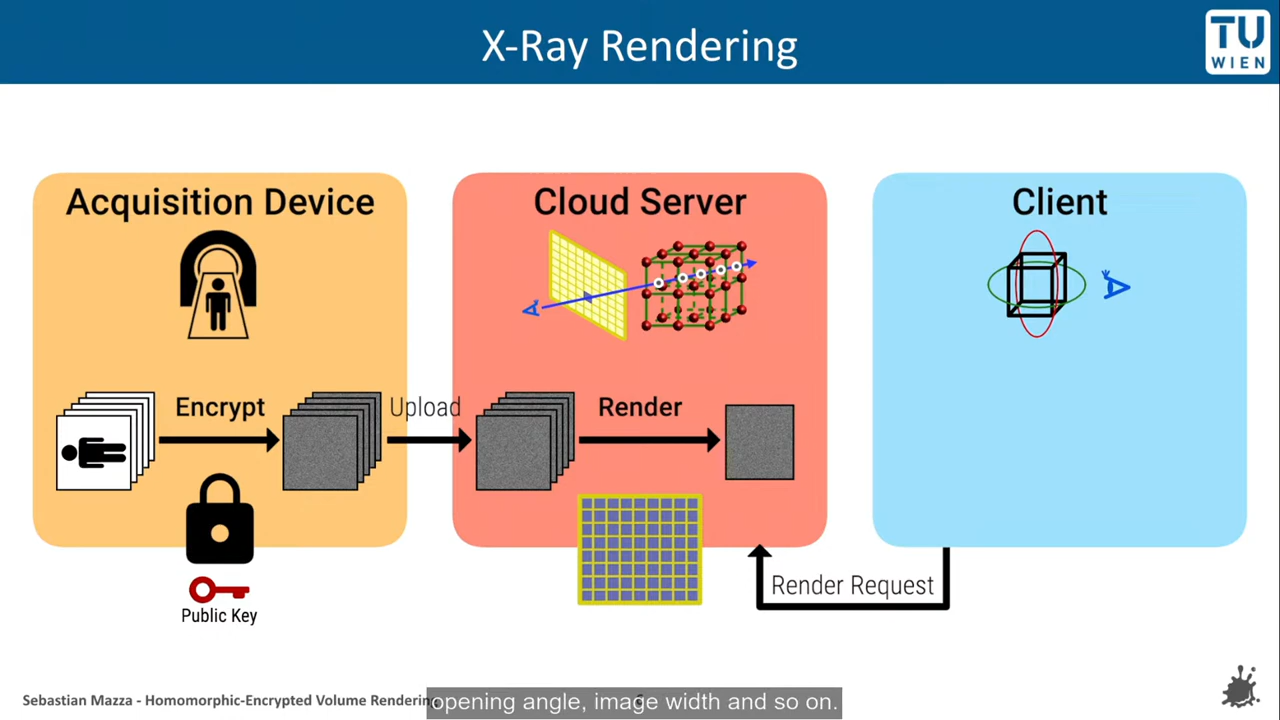 X-Ray Rendering
TU
WIEN
Acquisition Device
Cloud Server
Client
Encrypt
Upload
Render
Public Key
Render Request
Sebastian Mazza - Homomorphic-Encrypted Volume Rendering
opening angle, image width and so on.